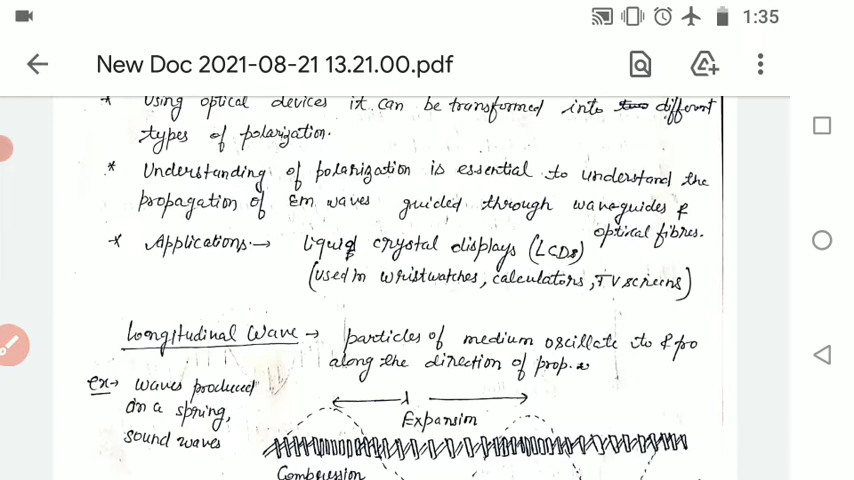 1:35
New Doc 2021-08-21 13.21.00.pdf
* Using optical devices it can be transformed into two different
types of polarization.
* Understanding of polarization is essential to understand the
propagation of Em waves guided through waveguides &
optical fibres.
* Applications → liquid crystal displays (LCDs)
(used in wristwatches, calculators, TV screens)
Longitudinal Wave → particles of medium oscillate to & fro
along the direction of prop.
ex → waves produced
on a spring,
sound waves
λ
Expansion
Compression